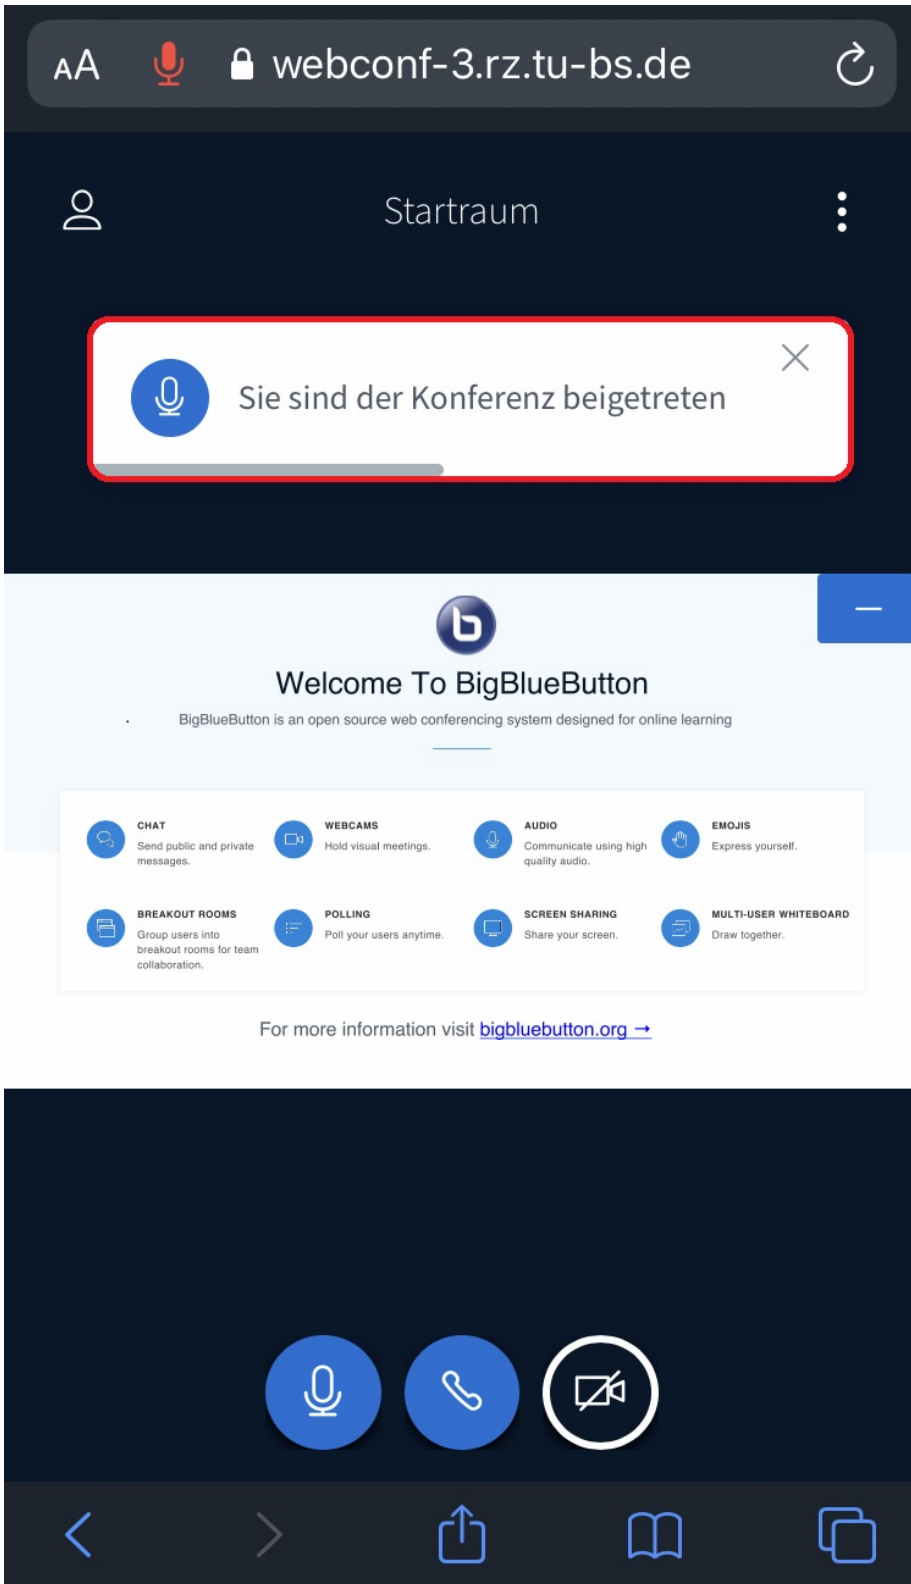 AA webconf-3.rz.tu-bs.de
Startraum
Sie sind der Konferenz beigetreten
Welcome To BigBlueButton
BigBlueButton is an open source web conferencing system designed for online learning
CHAT
Send public and private
messages.
WEBCAMS
Hold visual meetings.
AUDIO
Communicate using high
quality audio.
EMOJIS
Express yourself.
BREAKOUT ROOMS
Group users into
breakout rooms for team
collaboration.
POLLING
Poll your users anytime.
SCREEN SHARING
Share your screen.
MULTI-USER WHITEBOARD
Draw together.
For more information visit bigbluebutton.org →